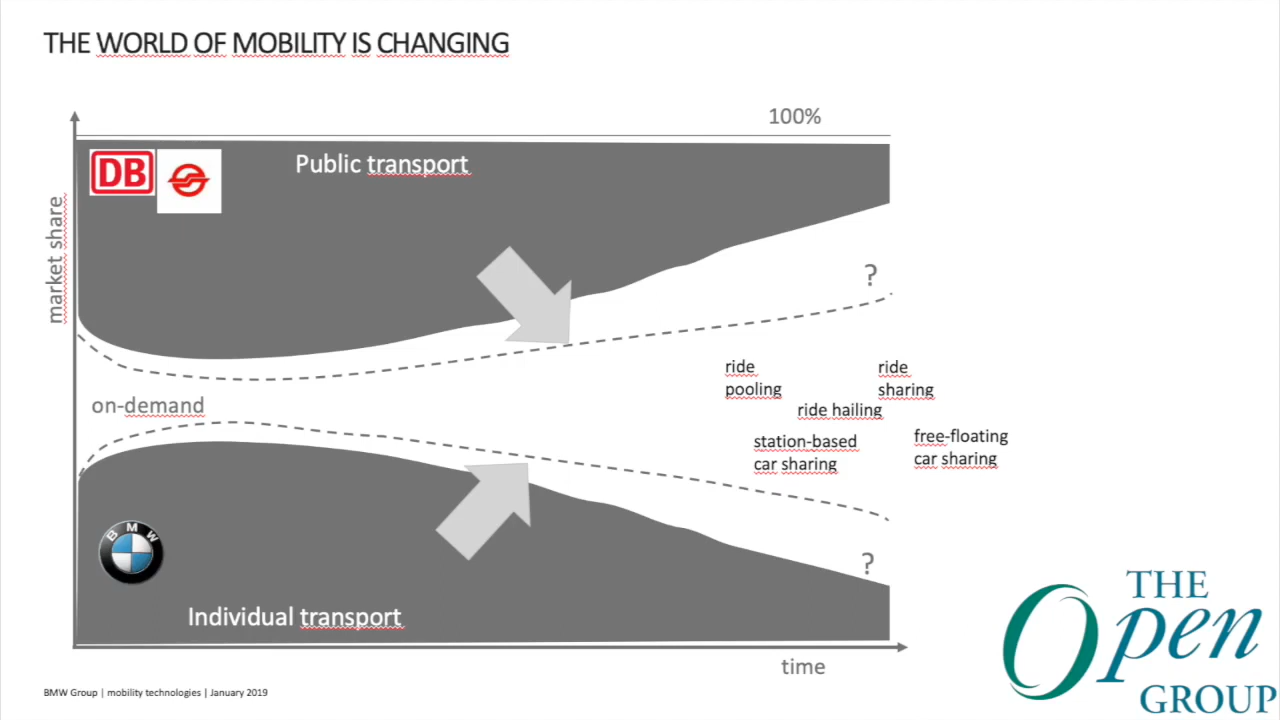 THE WORLD OF MOBILITY IS CHANGING
100%
DB
Public transport
market share
?
ride
pooling
ride
sharing
on-demand
ride hailing
station-based
car sharing
free-floating
car sharing
BMW
?
Individual transport
time
BMW Group | mobility technologies | January 2019
THE
Open
GROUP